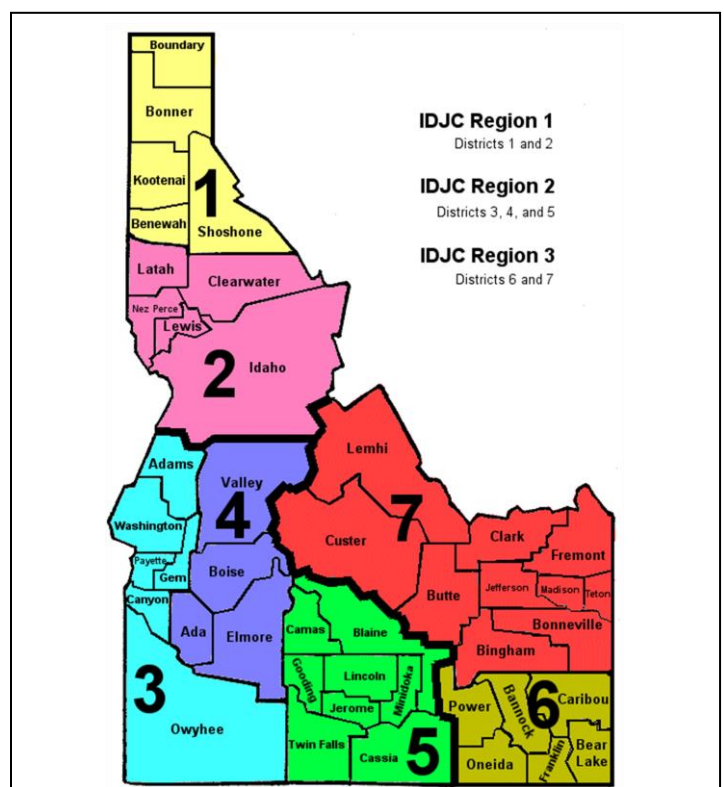 Boundary
Bonner
IDJC Region 1
Districts 1 and 2
Kootenai
1
IDJC Region 2
Districts 3, 4, and 5
Benewah
Shoshone
IDJC Region 3
Districts 6 and 7
Latah
Clearwater
Nez Perce
Lewis
2
Idaho
Lemhi
Adams
Valley
7
4
Washington
Custer
Clark
Fremont
Payette
Gem
Boise
Butte
Jefferson
Madison
Teton
Canyon
Ada
Elmore
Camas
Blaine
Bonneville
Bingham
3
Gooding
Lincoln
Minidoka
Jerome
Power
Bannock
6
Caribou
Owyhee
Twin Falls
Cassia
5
Oneida
Franklin
Bear
Lake